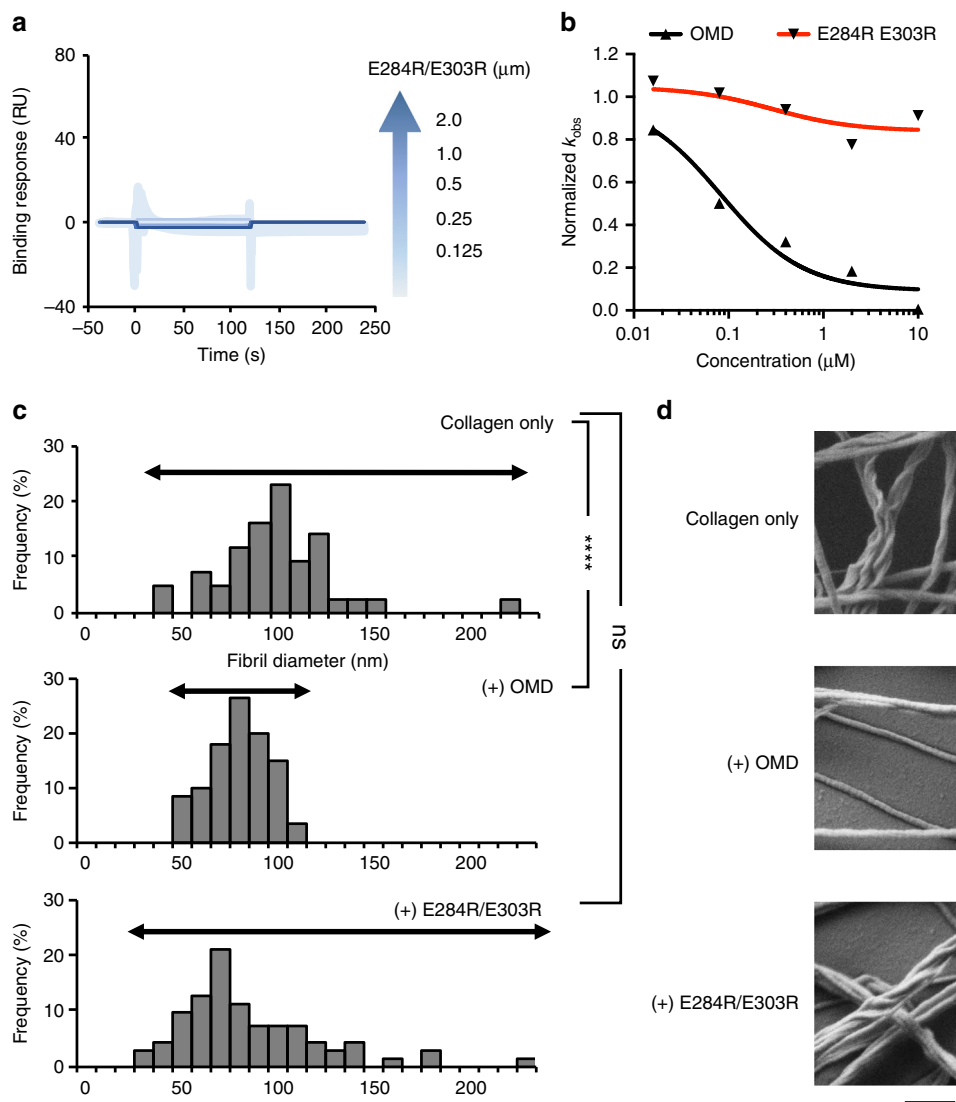 a
E284R/E303R (μm)
2.0
1.0
0.5
0.25
0.125
Binding response (RU)
80
40
0
–40
–50 0 50 100 150 200 250
Time (s)
b
OMD E284R E303R
Normalized kobs
1.2
1.0
0.8
0.6
0.4
0.2
0.0
0.01 0.1 1 10
Concentration (μM)
c
Collagen only
Frequency (%)
30
20
10
0
0 50 100 150 200
Fibril diameter (nm)
****
ns
(+) OMD
Frequency (%)
30
20
10
0
0 50 100 150 200
(+) E284R/E303R
Frequency (%)
30
20
10
0
0 50 100 150 200
d
Collagen only
(+) OMD
(+) E284R/E303R